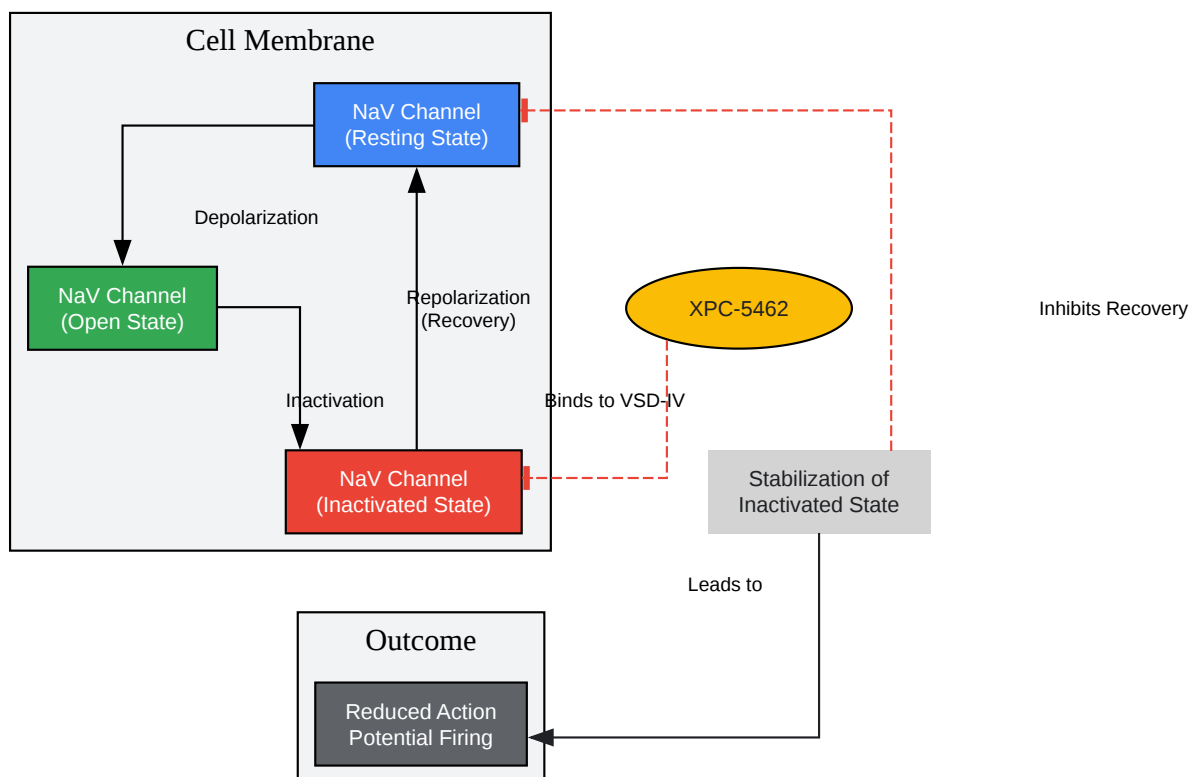 Cell Membrane
NaV Channel
(Resting State)
Depolarization
NaV Channel
(Open State)
Repolarization
(Recovery)
XPC-5462
Inhibits Recovery
Inactivation
Binds to VSD-IV
NaV Channel
(Inactivated State)
Stabilization of
Inactivated State
Leads to
Outcome
Reduced Action
Potential Firing